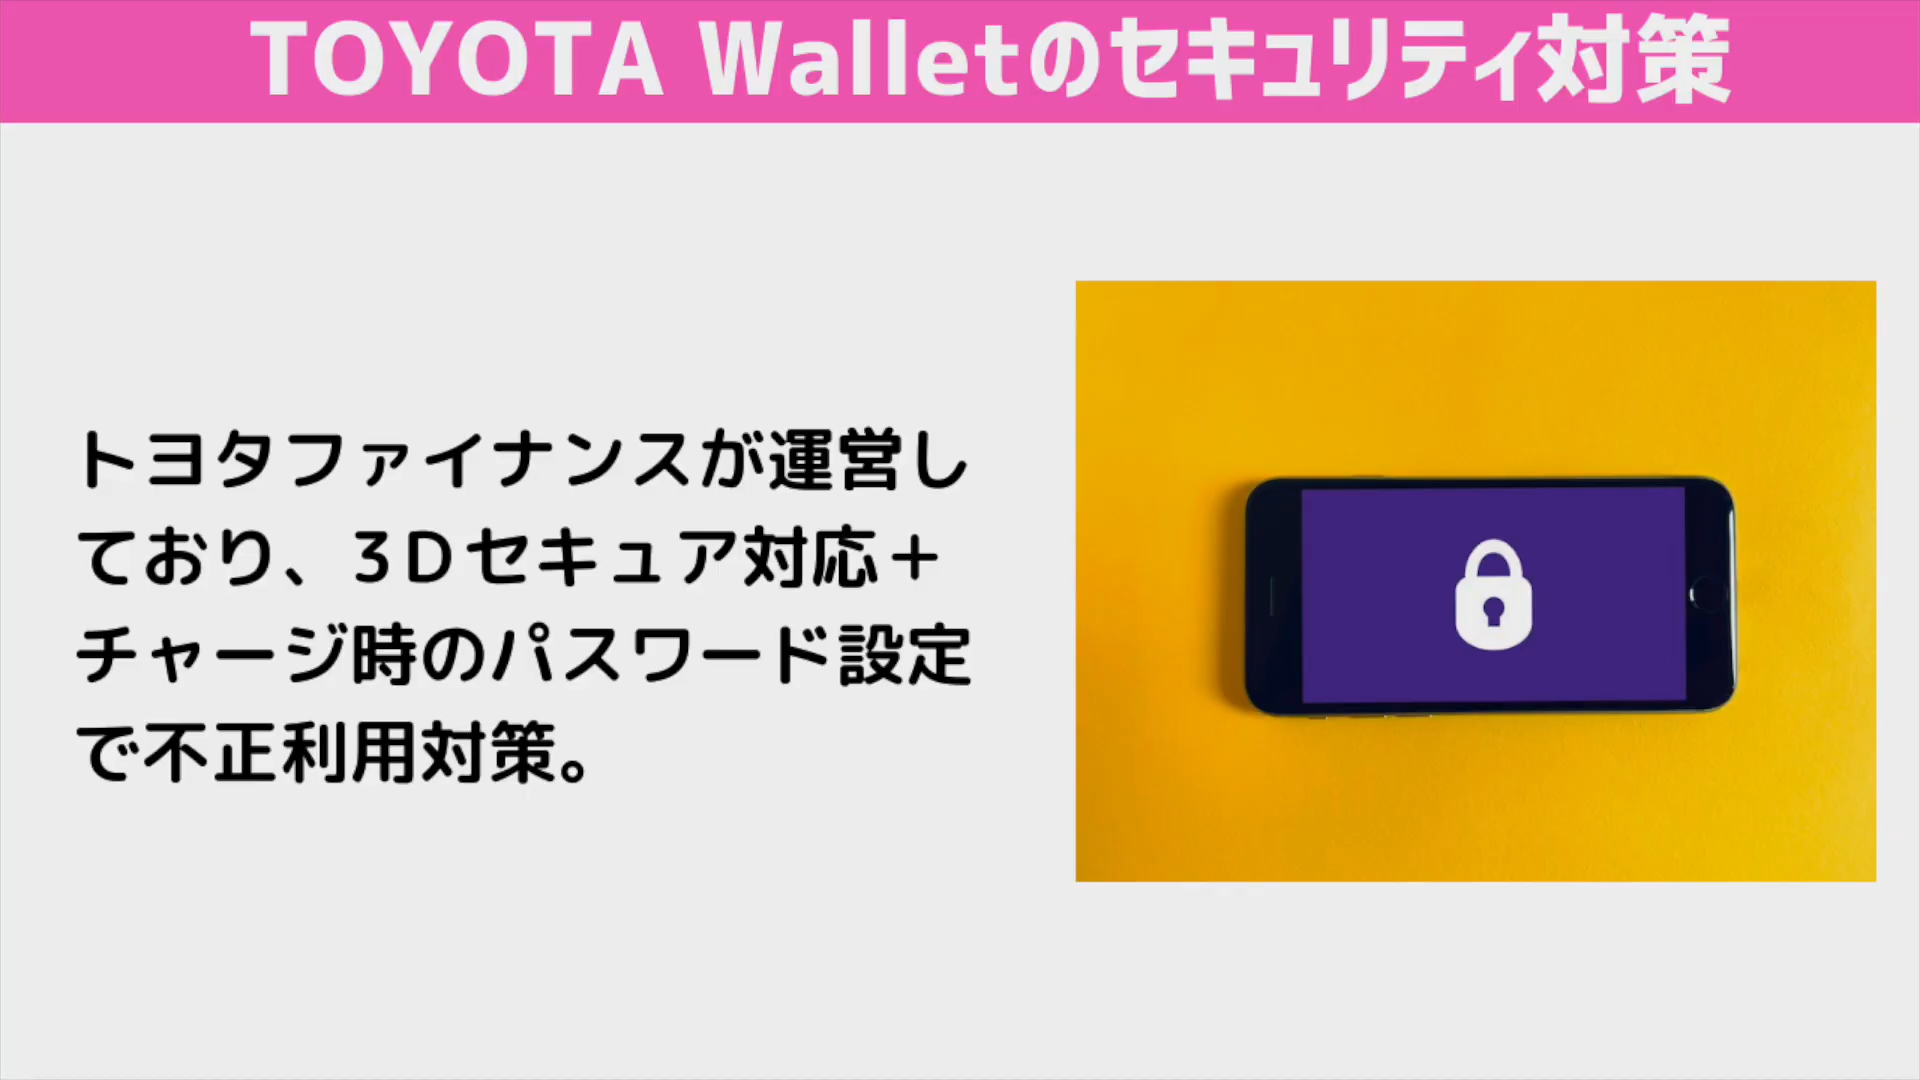 TOYOTA Walletのセキュリティ対策
トヨタファイナンスが運営し
ており、3Dセキュア対応＋
チャージ時のパスワード設定
で不正利用対策。